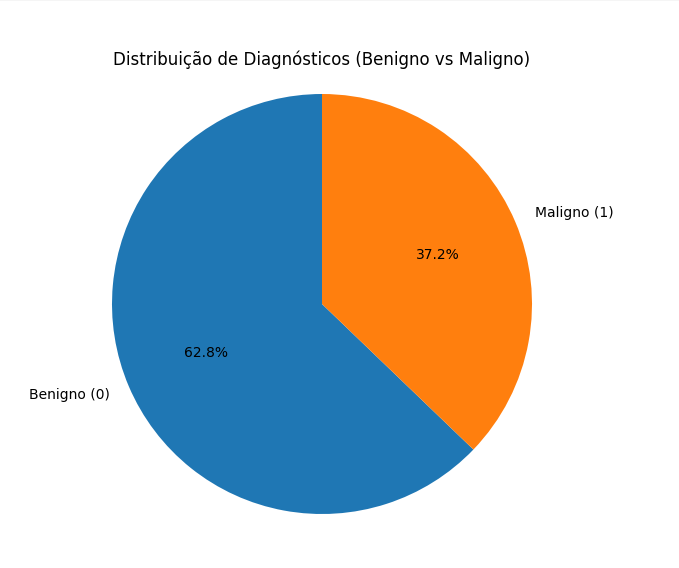 Distribuição de Diagnósticos (Benigno vs Maligno)
Maligno (1)
37.2%
62.8%
Benigno (0)